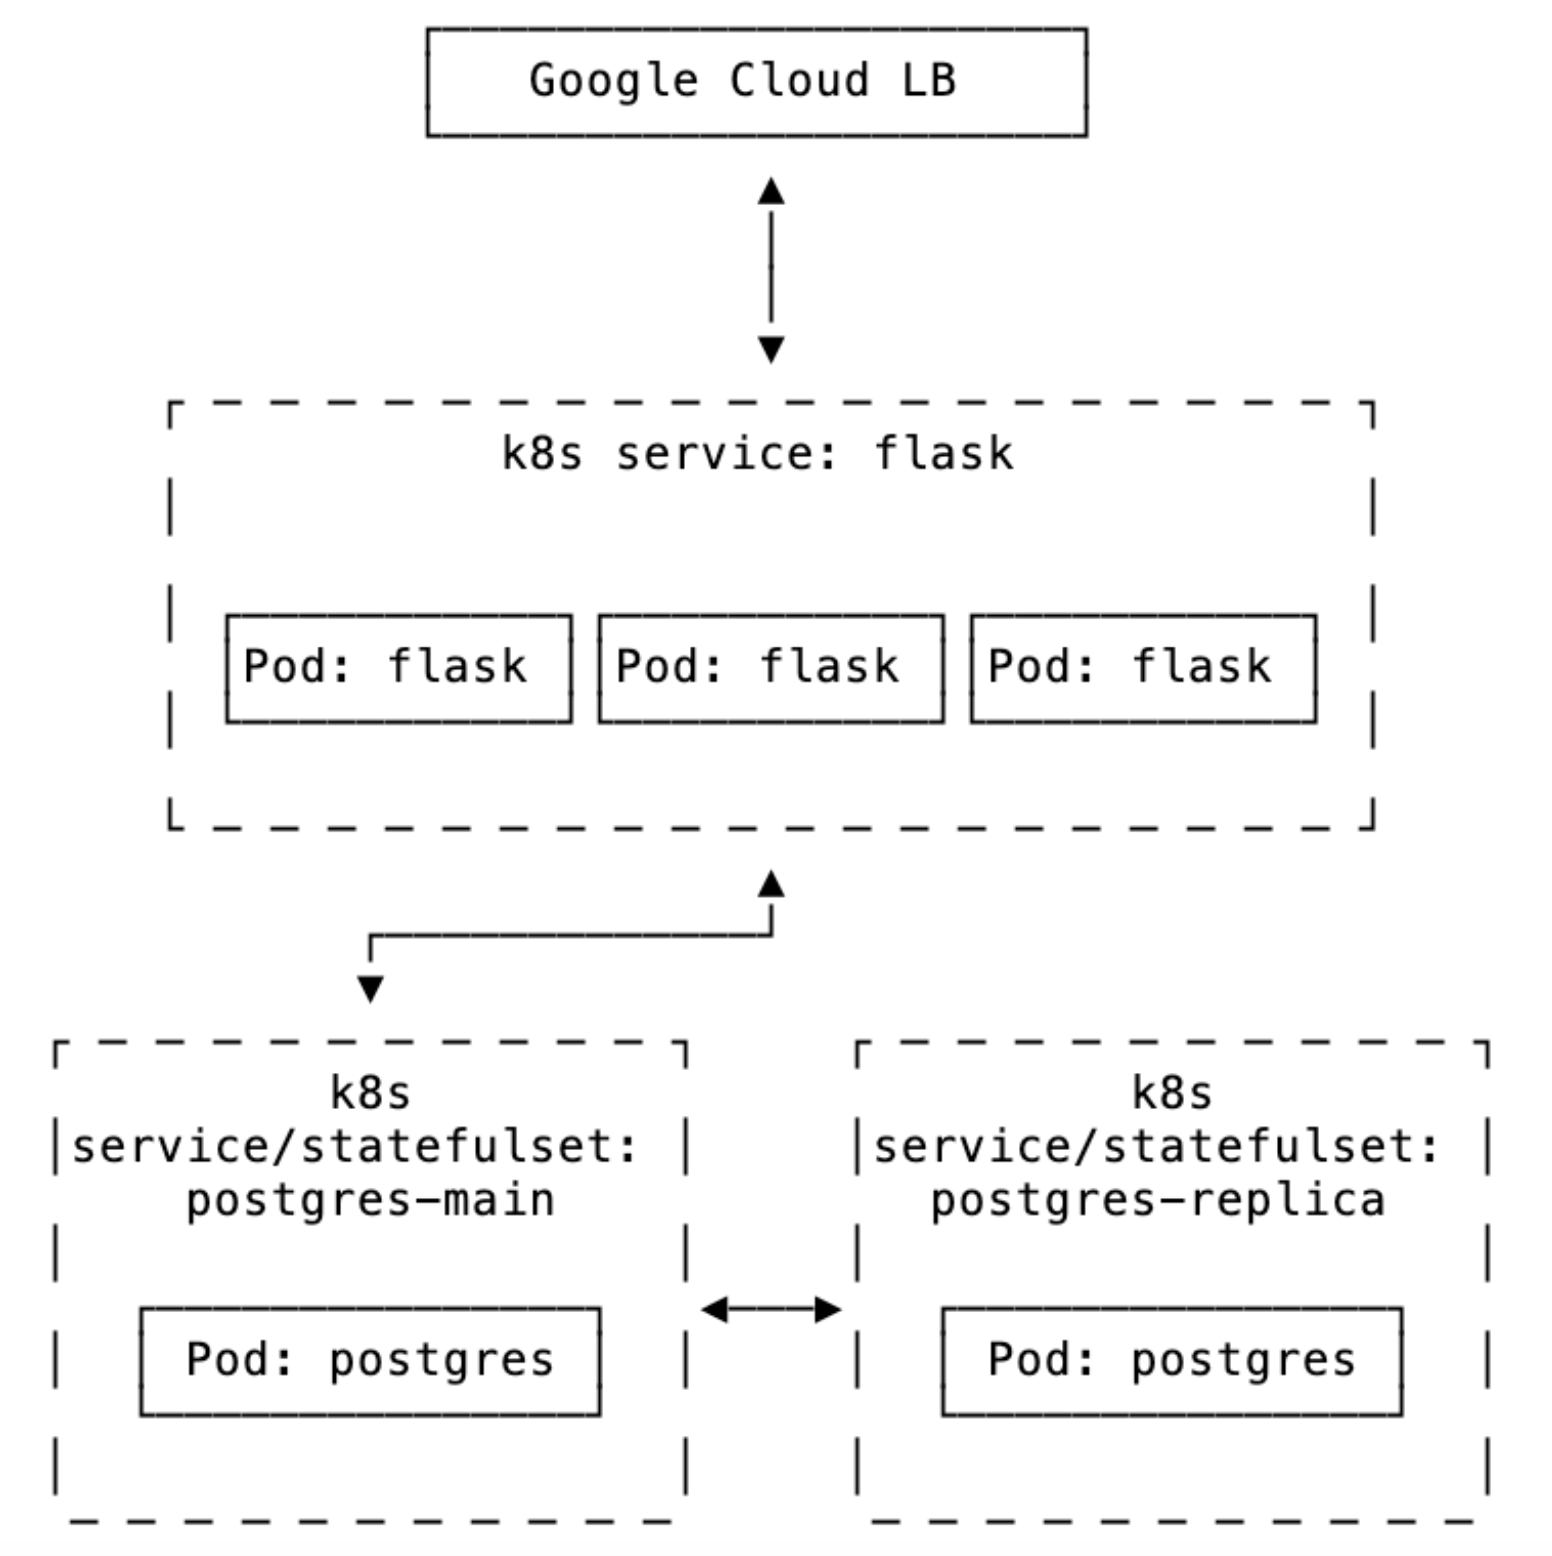 Google Cloud LB
k8s service: flask
Pod: flask
Pod: flask
Pod: flask
k8s
service/statefulset:
postgres-main
Pod: postgres
k8s
service/statefulset:
postgres-replica
Pod: postgres